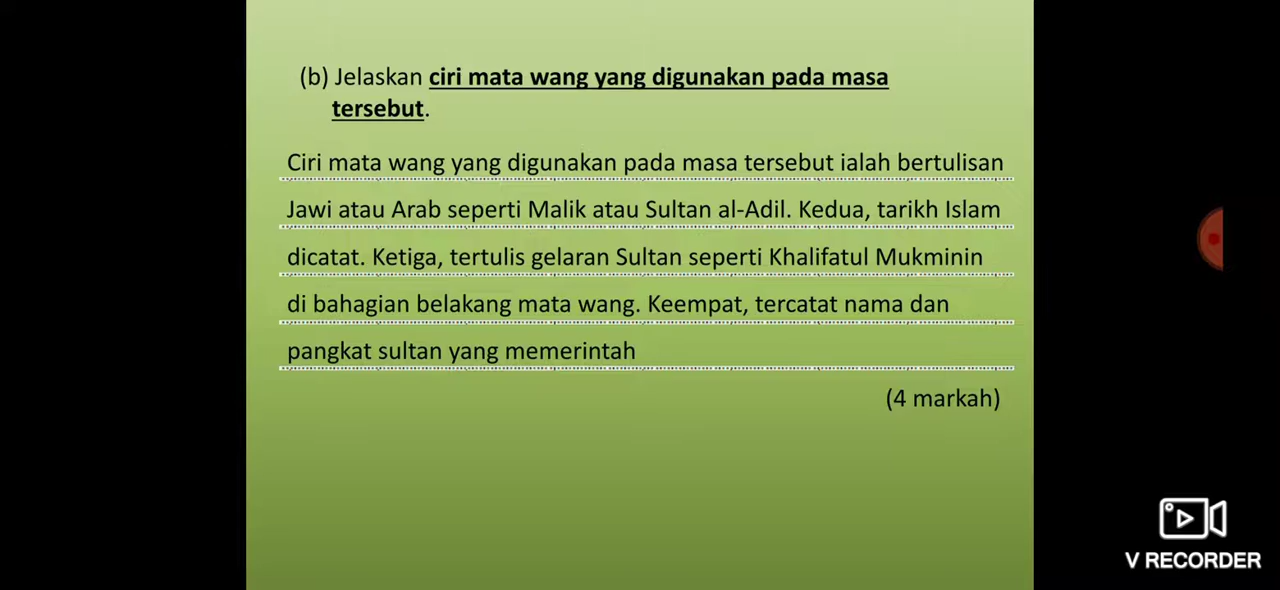 (b) Jelaskan ciri mata wang yang digunakan pada masa
tersebut.
Ciri mata wang yang digunakan pada masa tersebut ialah bertulisan
Jawi atau Arab seperti Malik atau Sultan al-Adil. Kedua, tarikh Islam
dicatat. Ketiga, tertulis gelaran Sultan seperti Khalifatul Mukminin
di bahagian belakang mata wang. Keempat, tercatat nama dan
pangkat sultan yang memerintah
(4 markah)
V RECORDER